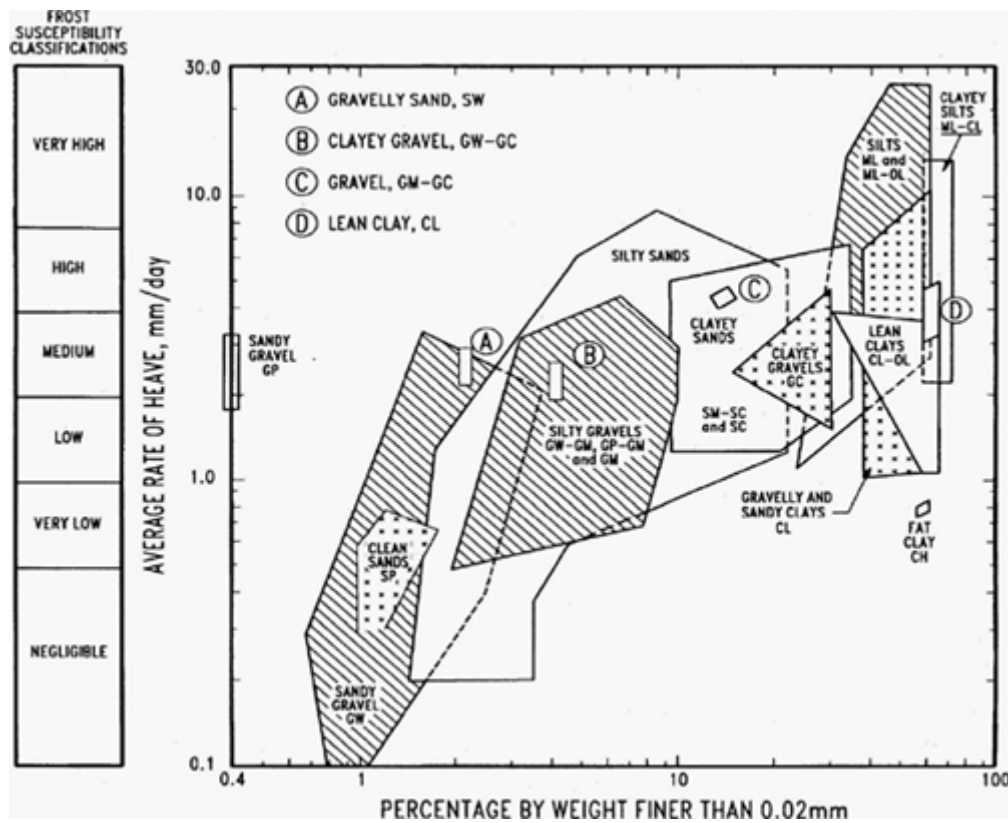 FROST
SUSCEPTIBILITY
CLASSIFICATIONS
VERY HIGH
HIGH
MEDIUM
LOW
VERY LOW
NEGLIGIBLE
AVERAGE RATE OF HEAVE, mm/day
30.0
10.0
1.0
0.1
Ⓐ GRAVELLY SAND, SW
Ⓑ CLAYEY GRAVEL, GW-GC
Ⓒ GRAVEL, GM-GC
Ⓓ LEAN CLAY, CL
SANDY
GRAVEL
GP
A
B
C
D
SILTY SANDS
SILTS
ML and
ML-OL
CLAYEY
SILTS
ML-CL
CLAYEY
SANDS
SM-SC
and SC
CLAYEY
GRAVELS
GC
LEAN
CLAYS
CL-OL
SILTY GRAVELS
GW-GM, GP-GM
and GM
CLEAN
SANDS
SP
SANDY
GRAVEL
GW
GRAVELLY AND
SANDY CLAYS
CL
FAT
CLAY
CH
0.4
1
10
100
PERCENTAGE BY WEIGHT FINER THAN 0.02mm